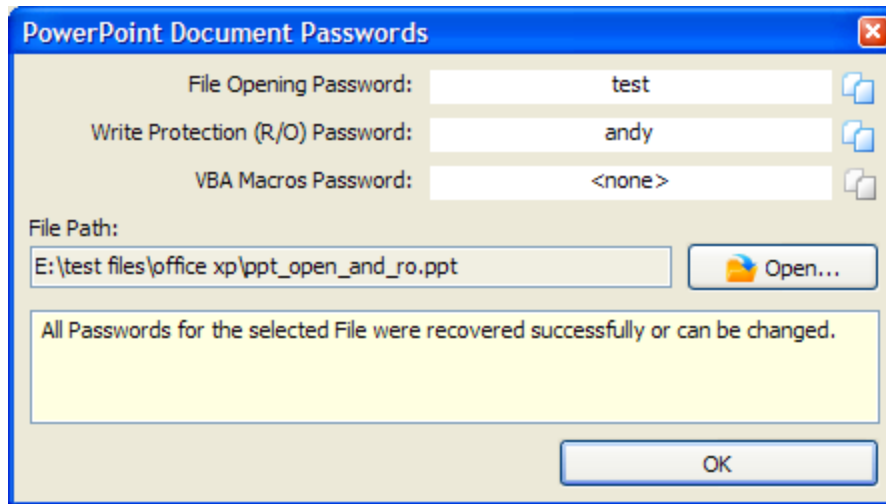 PowerPoint Document Passwords
File Opening Password: test
Write Protection (R/O) Password: andy
VBA Macros Password: <none>
File Path:
E:\test files\office xp\ppt_open_and_ro.ppt Open...
All Passwords for the selected File were recovered successfully or can be changed.
OK